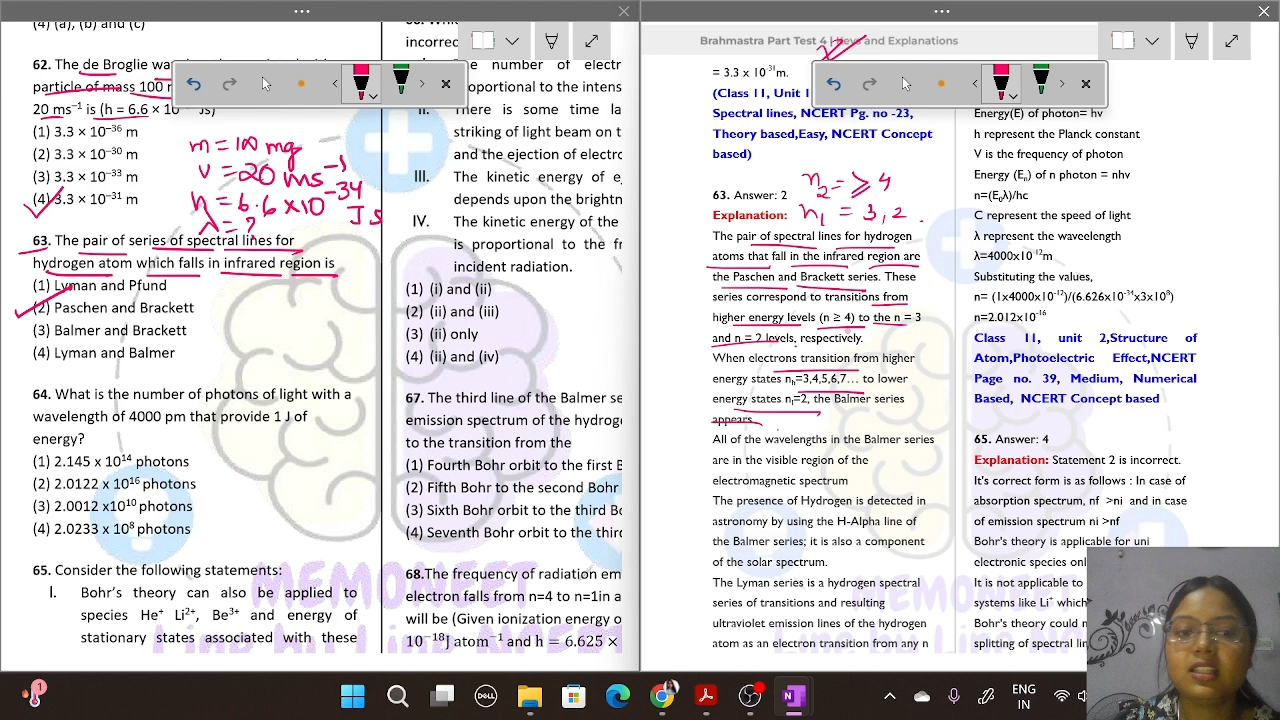 (4) (a), (b) and (c)
62. The de Broglie
particle of mass 100
20 ms⁻¹ is (h = 6.6 × 10
(1) 3.3 × 10⁻³⁶ m
(2) 3.3 × 10⁻³⁰ m
(3) 3.3 × 10⁻³³ m
(4) 3.3 × 10⁻³¹ m
m = 100 mg
v = 20 ms⁻¹
h = 6.6 × 10⁻³⁴ Js
λ = ?
63. The pair of series of spectral lines for
hydrogen atom which falls in infrared region is
(1) Lyman and Pfund
(2) Paschen and Brackett
(3) Balmer and Brackett
(4) Lyman and Balmer
64. What is the number of photons of light with a
wavelength of 4000 pm that provide 1 J of
energy?
(1) 2.145 x 10¹⁴ photons
(2) 2.0122 x 10¹⁶ photons
(3) 2.0012 x10¹⁰ photons
(4) 2.0233 x 10⁸ photons
65. Consider the following statements:
I. Bohr's theory can also be applied to
species He⁺ Li²⁺, Be³⁺ and energy of
stationary states associated with these
incorrec
number of electr
proportional to the intens
II. There is some time la
striking of light beam on t
and the ejection of electro
III. The kinetic energy of e
depends upon the brightn
IV. The kinetic energy of the
is proportional to the fr
incident radiation.
(1) (i) and (ii)
(2) (ii) and (iii)
(3) (ii) only
(4) (ii) and (iv)
67. The third line of the Balmer se
emission spectrum of the hydroge
to the transition from the
(1) Fourth Bohr orbit to the first B
(2) Fifth Bohr to the second Bohr
(3) Sixth Bohr orbit to the third Bo
(4) Seventh Bohr orbit to the third
68.The frequency of radiation em
electron falls from n=4 to n=1in a
will be (Given ionization energy o
10⁻¹⁸J atom⁻¹ and h = 6.625 ×
MEMONEET
Brahmastra Part Test 4 | Keys and Explanations
= 3.3 x 10⁻³¹m.
(Class 11, Unit
Spectral lines, NCERT Pg. no -23,
Theory based,Easy, NCERT Concept
based)
n₂ = ≥ 4
n₁ = 3, 2.
63. Answer: 2
Explanation:
The pair of spectral lines for hydrogen
atoms that fall in the infrared region are
the Paschen and Brackett series. These
series correspond to transitions from
higher energy levels (n ≥ 4) to the n = 3
and n = 2 levels, respectively.
When electrons transition from higher
energy states nₕ=3,4,5,6,7… to lower
energy states nₗ=2, the Balmer series
appears.
All of the wavelengths in the Balmer series
are in the visible region of the
electromagnetic spectrum
The presence of Hydrogen is detected in
astronomy by using the H-Alpha line of
the Balmer series; it is also a component
of the solar spectrum.
The Lyman series is a hydrogen spectral
series of transitions and resulting
ultraviolet emission lines of the hydrogen
atom as an electron transition from any n
Energy(E) of photon= hv
h represent the Planck constant
V is the frequency of photon
Energy (Eₙ) of n photon = nhv
n=(Eₙλ)/hc
C represent the speed of light
λ represent the waveelength
λ=4000x10⁻¹²m
Substituting the values,
n= (1x4000x10⁻¹²)/(6.626x10⁻³⁴x3x10⁸)
n=2.012x10⁻¹⁶
Class 11, unit 2,Structure of
Atom,Photoelectric Effect,NCERT
Page no. 39, Medium, Numerical
Based, NCERT Concept based
65. Answer: 4
Explanation: Statement 2 is incorrect.
It's correct form is as follows : In case of
absorption spectrum, nf >ni and in case
of emission spectrum ni >nf
Bohr's theory is applicable for uni
electronic species onl
It is not applicable to
systems like Li⁺ which
Bohr's theory could n
splitting of spectral lin
MEMONEET
1
DELL
ENG
IN